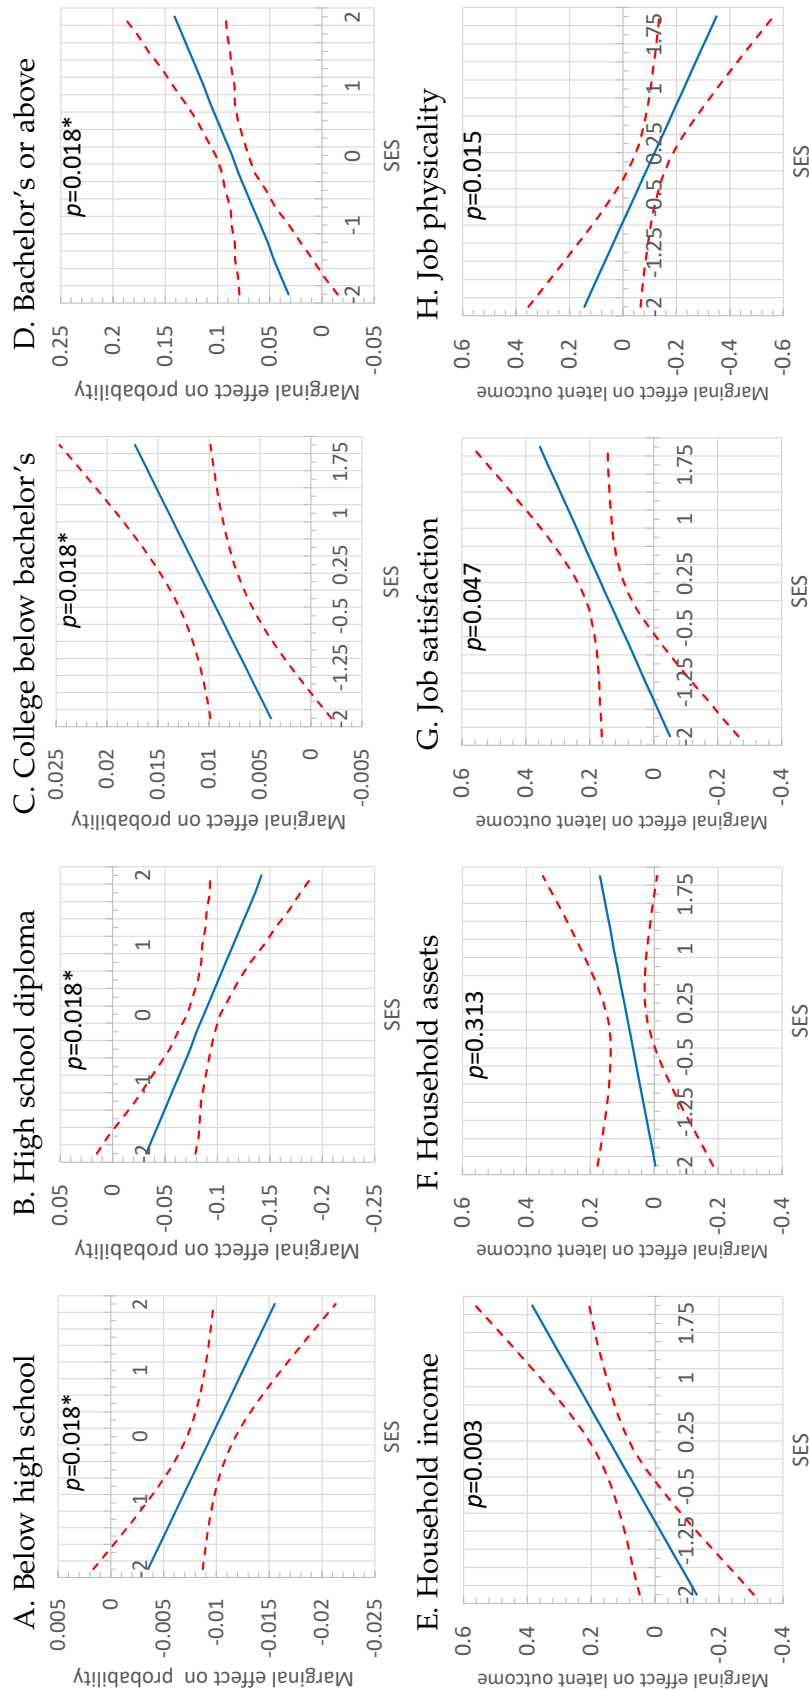 A. Below high school
p=0.018*
Marginal effect on probability
0.005
0
-0.005
-0.01
-0.015
-0.02
-0.025
-2 -1 0 1 2
SES
B. High school diploma
p=0.018*
Marginal effect on probability
0.05
0
-0.05
-0.1
-0.15
-0.2
-0.25
-2 -1 0 1 2
SES
C. College below bachelor's
p=0.018*
Marginal effect on probability
0.025
0.02
0.015
0.01
0.005
0
-0.005
-2 -1.25 -0.5 0.25 1 1.75
SES
D. Bachelor's or above
p=0.018*
Marginal effect on probability
0.25
0.2
0.15
0.1
0.05
0
-0.05
-2 -1 0 1 2
SES
E. Household income
p=0.003
Marginal effect on latent outcome
0.6
0.4
0.2
0
-0.2
-0.4
-2 -1.25 -0.5 0.25 1 1.75
SES
F. Household assets
p=0.313
Marginal effect on latent outcome
0.6
0.4
0.2
0
-0.2
-0.4
-2 -1.25 -0.5 0.25 1 1.75
SES
G. Job satisfaction
p=0.047
Marginal effect on latent outcome
0.6
0.4
0.2
0
-0.2
-0.4
-2 -1.25 -0.5 0.25 1 1.75
SES
H. Job physicality
p=0.015
Marginal effect on latent outcome
0.6
0.4
0.2
0
-0.2
-0.4
-0.6
-2 -1.25 -0.5 0.25 1 1.75
SES